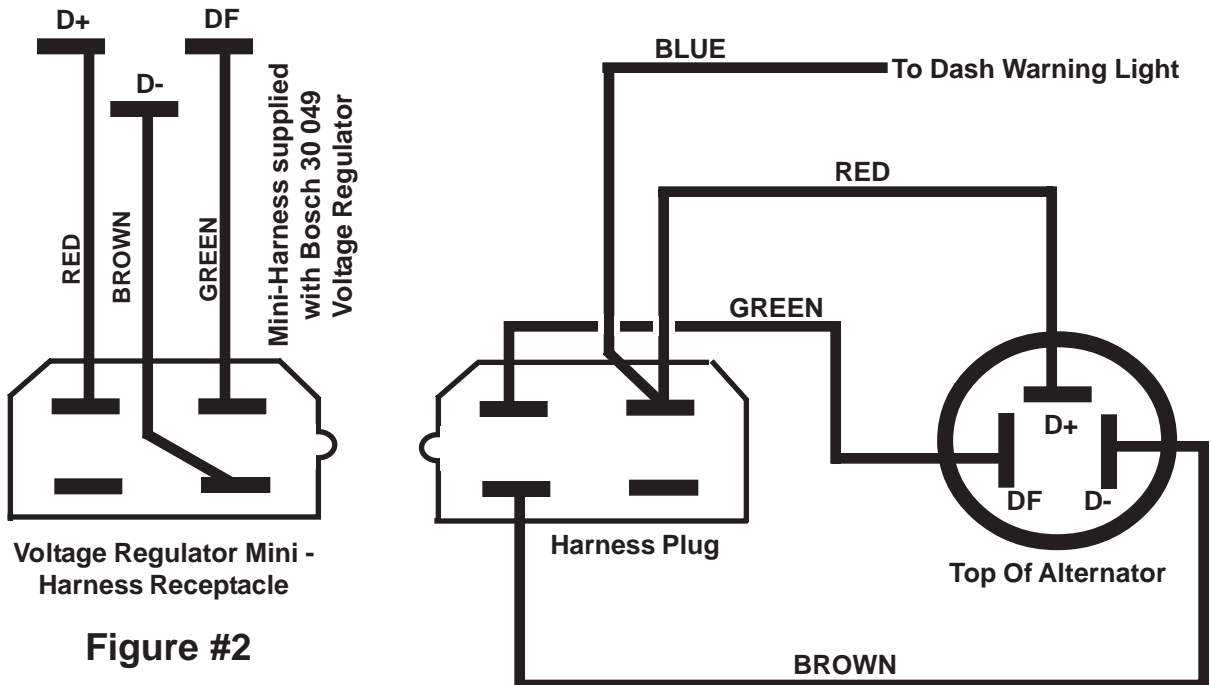 D+
DF
D-
RED
BROWN
GREEN
Mini-Harness supplied
with Bosch 30 049
Voltage Regulator
Voltage Regulator Mini -
Harness Receptacle
Figure #2
BLUE
To Dash Warning Light
RED
GREEN
D+
DF
D-
Harness Plug
Top Of Alternator
BROWN